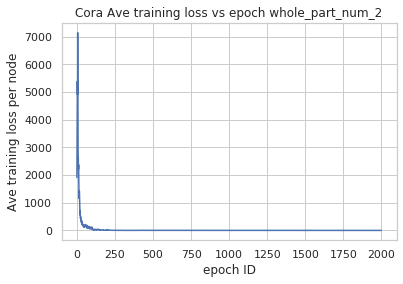 Cora Ave training loss vs epoch whole_part_num_2
Ave training loss per node
7000
6000
5000
4000
3000
2000
1000
0
0 250 500 750 1000 1250 1500 1750 2000
epoch ID